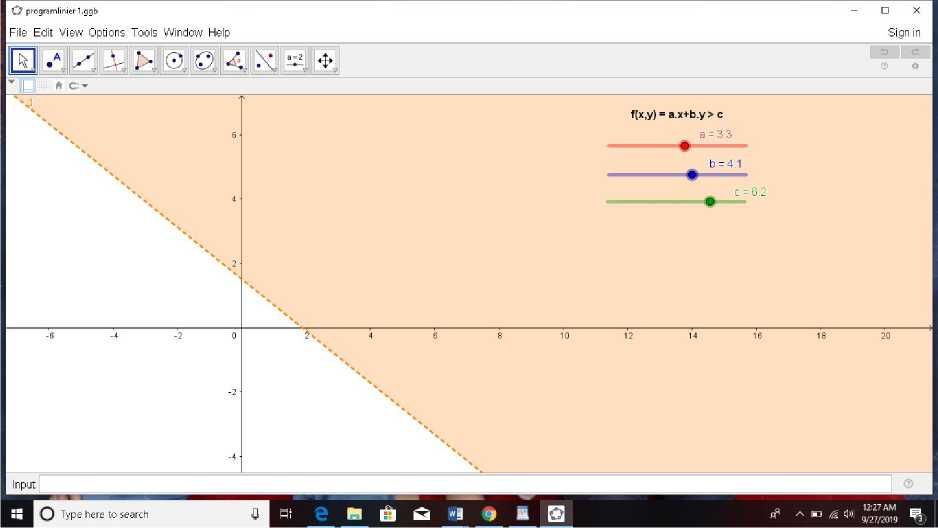 programlinier1.ggb
File Edit View Options Tools Window Help
Sign in
A
a=2
f(x,y) = a.x+b.y > c
a = 3.3
b = 4.1
c = 6.2
6
4
2
-6 -4 -2 0 2 4 6 8 10 12 14 16 18 20
-2
-4
Input
Type here to search
12:27 AM
9/27/2019
3